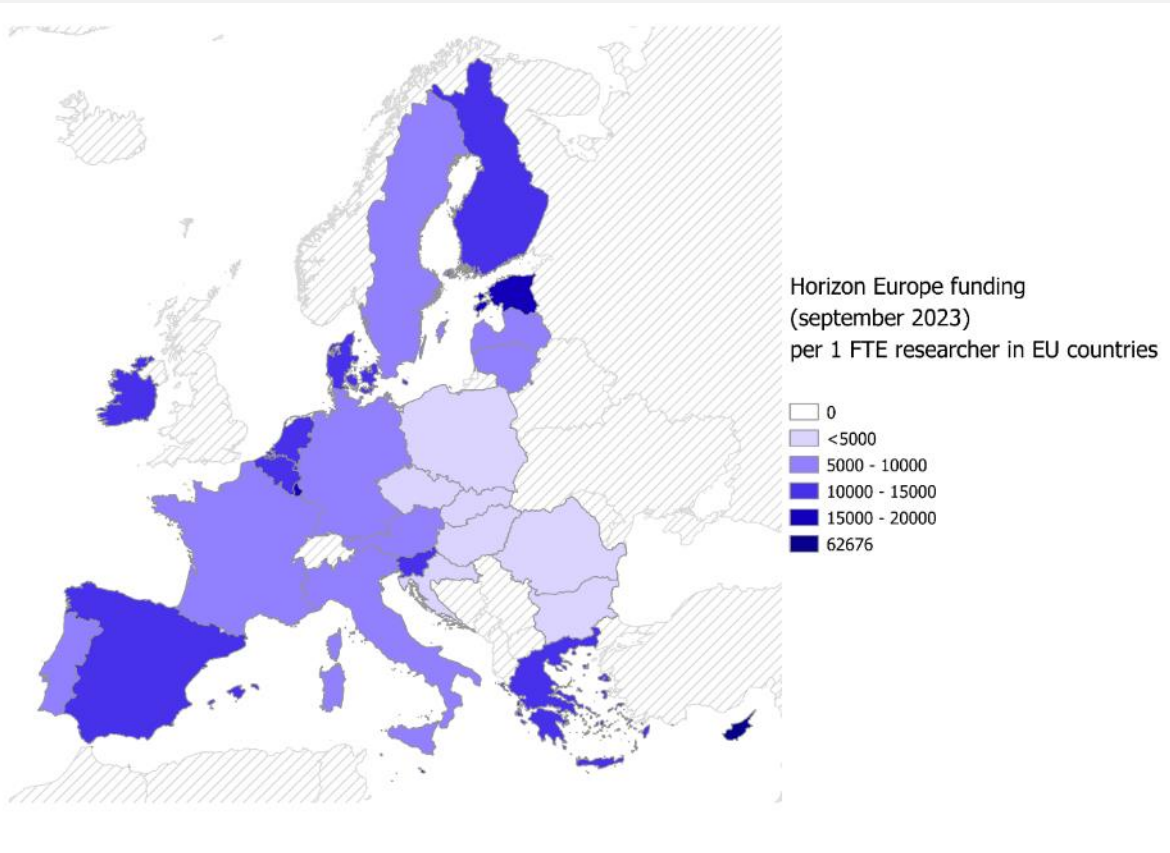 Horizon Europe funding
(september 2023)
per 1 FTE researcher in EU countries
0
<5000
5000 - 10000
10000 - 15000
15000 - 20000
62676